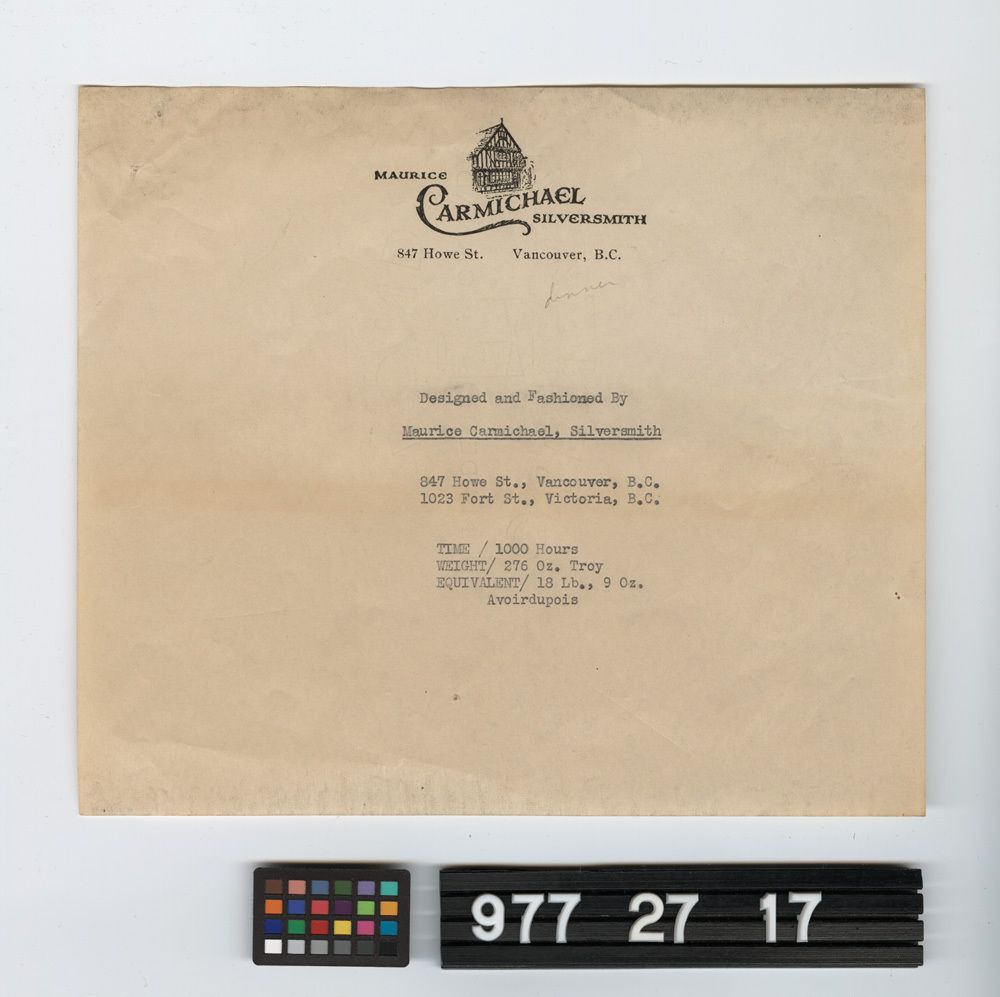 MAURICE
CARMICHAEL
SILVERSMITH
847 Howe St. Vancouver, B.C.
dinner
Designed and Fashioned By
Maurice Carmichael, Silversmith
847 Howe St., Vancouver, B.C.
1023 Fort St., Victoria, B.C.
TIME / 1000 Hours
WEIGHT/ 276 Oz. Troy
EQUIVALENT/ 18 Lb., 9 Oz.
Avoirdupois
977 27 17